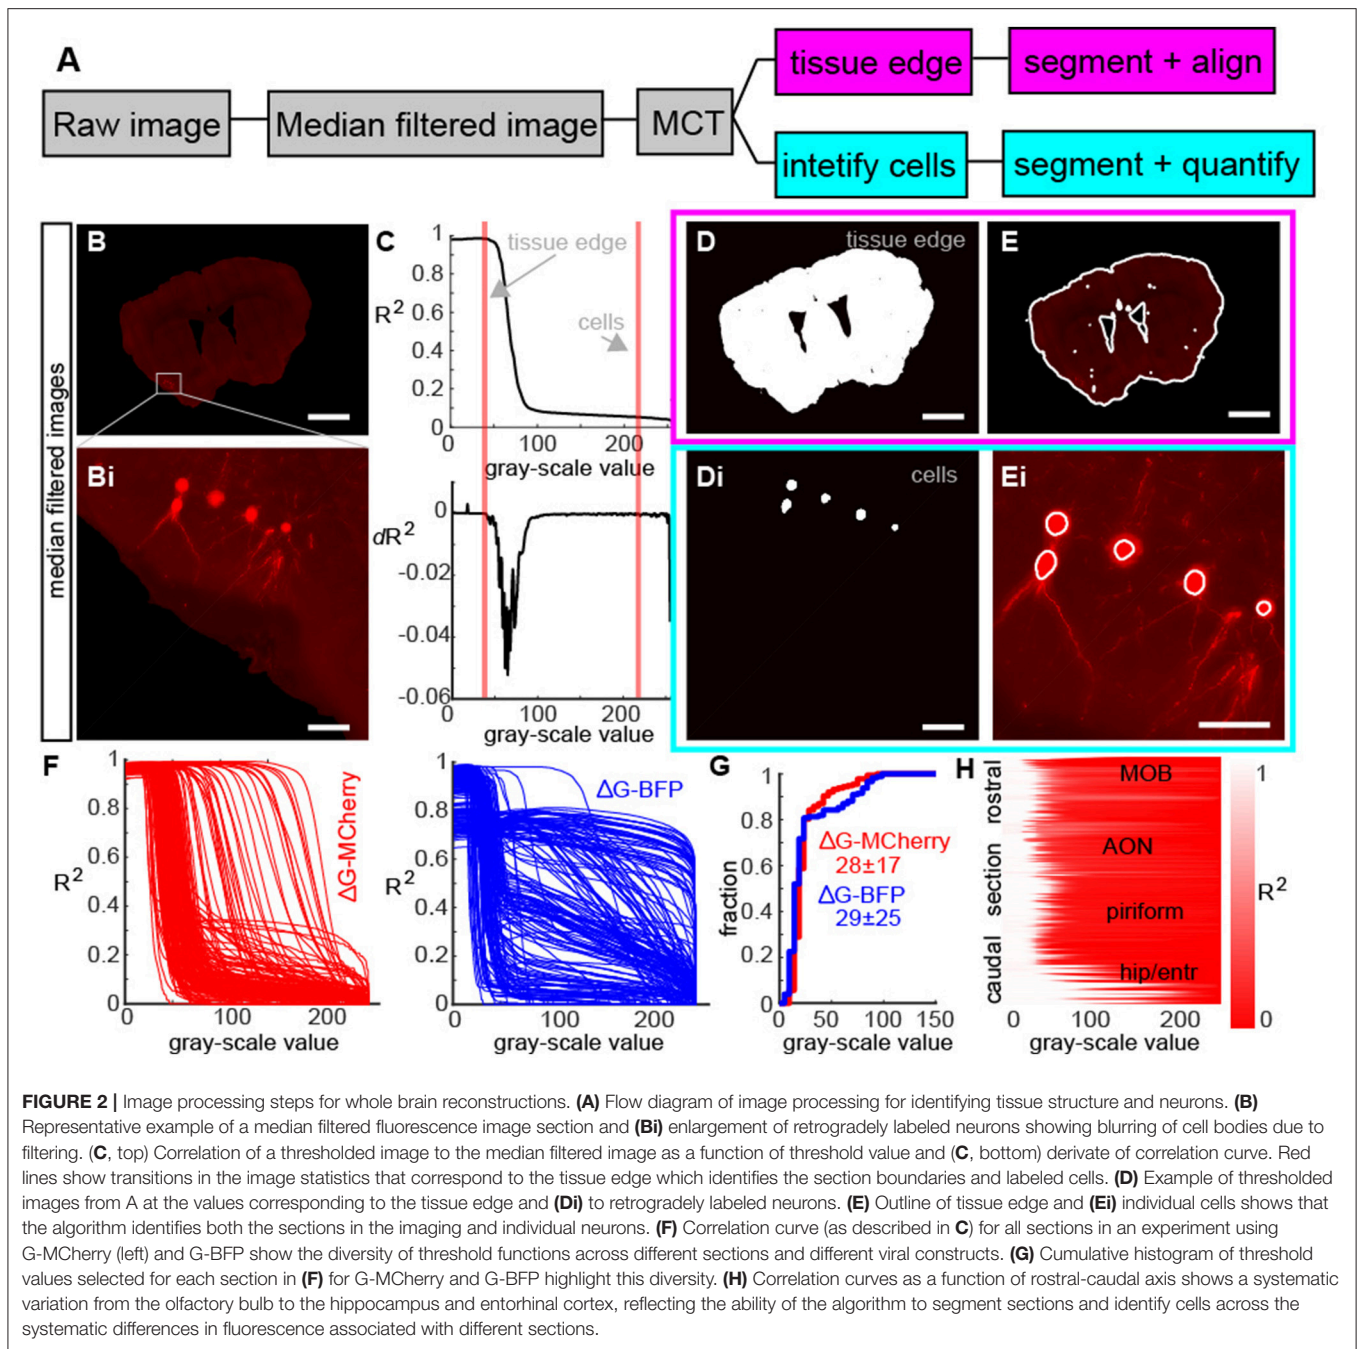 A
Raw image
Median filtered image
MCT
tissue edge
segment + align
intetify cells
segment + quantify
median filtered images
B
Bi
C
1
0.8
R²
0.6
0.4
0.2
0
0
100
200
gray-scale value
tissue edge
cells
0
dR²
-0.02
-0.04
-0.06
0
100
200
gray-scale value
D
tissue edge
E
Di
cells
Ei
F
1
0.8
0.6
R²
0.4
0.2
0
0
100
200
gray-scale value
ΔG-MCherry
1
0.8
0.6
R²
0.4
0.2
0
0
100
200
gray-scale value
ΔG-BFP
G
1
0.8
0.6
0.4
0.2
0
fraction
ΔG-MCherry
28±17
ΔG-BFP
29±25
0
50
100
150
gray-scale value
H
caudal section rostral
MOB
AON
piriform
hip/entr
0
100
200
gray-scale value
1
R²
0
FIGURE 2 | Image processing steps for whole brain reconstructions. (A) Flow diagram of image processing for identifying tissue structure and neurons. (B)
Representative example of a median filtered fluorescence image section and (Bi) enlargement of retrogradely labeled neurons showing blurring of cell bodies due to
filtering. (C, top) Correlation of a thresholded image to the median filtered image as a function of threshold value and (C, bottom) derivate of correlation curve. Red
lines show transitions in the image statistics that correspond to the tissue edge which identifies the section boundaries and labeled cells. (D) Example of thresholded
images from A at the values corresponding to the tissue edge and (Di) to retrogradely labeled neurons. (E) Outline of tissue edge and (Ei) individual cells shows that
the algorithm identifies both the sections in the imaging and individual neurons. (F) Correlation curve (as described in C) for all sections in an experiment using
G-MCherry (left) and G-BFP show the diversity of threshold functions across different sections and different viral constructs. (G) Cumulative histogram of threshold
values selected for each section in (F) for G-MCherry and G-BFP highlight this diversity. (H) Correlation curves as a function of rostral-caudal axis shows a systematic
variation from the olfactory bulb to the hippocampus and entorhinal cortex, reflecting the ability of the algorithm to segment sections and identify cells across the
systematic differences in fluorescence associated with different sections.